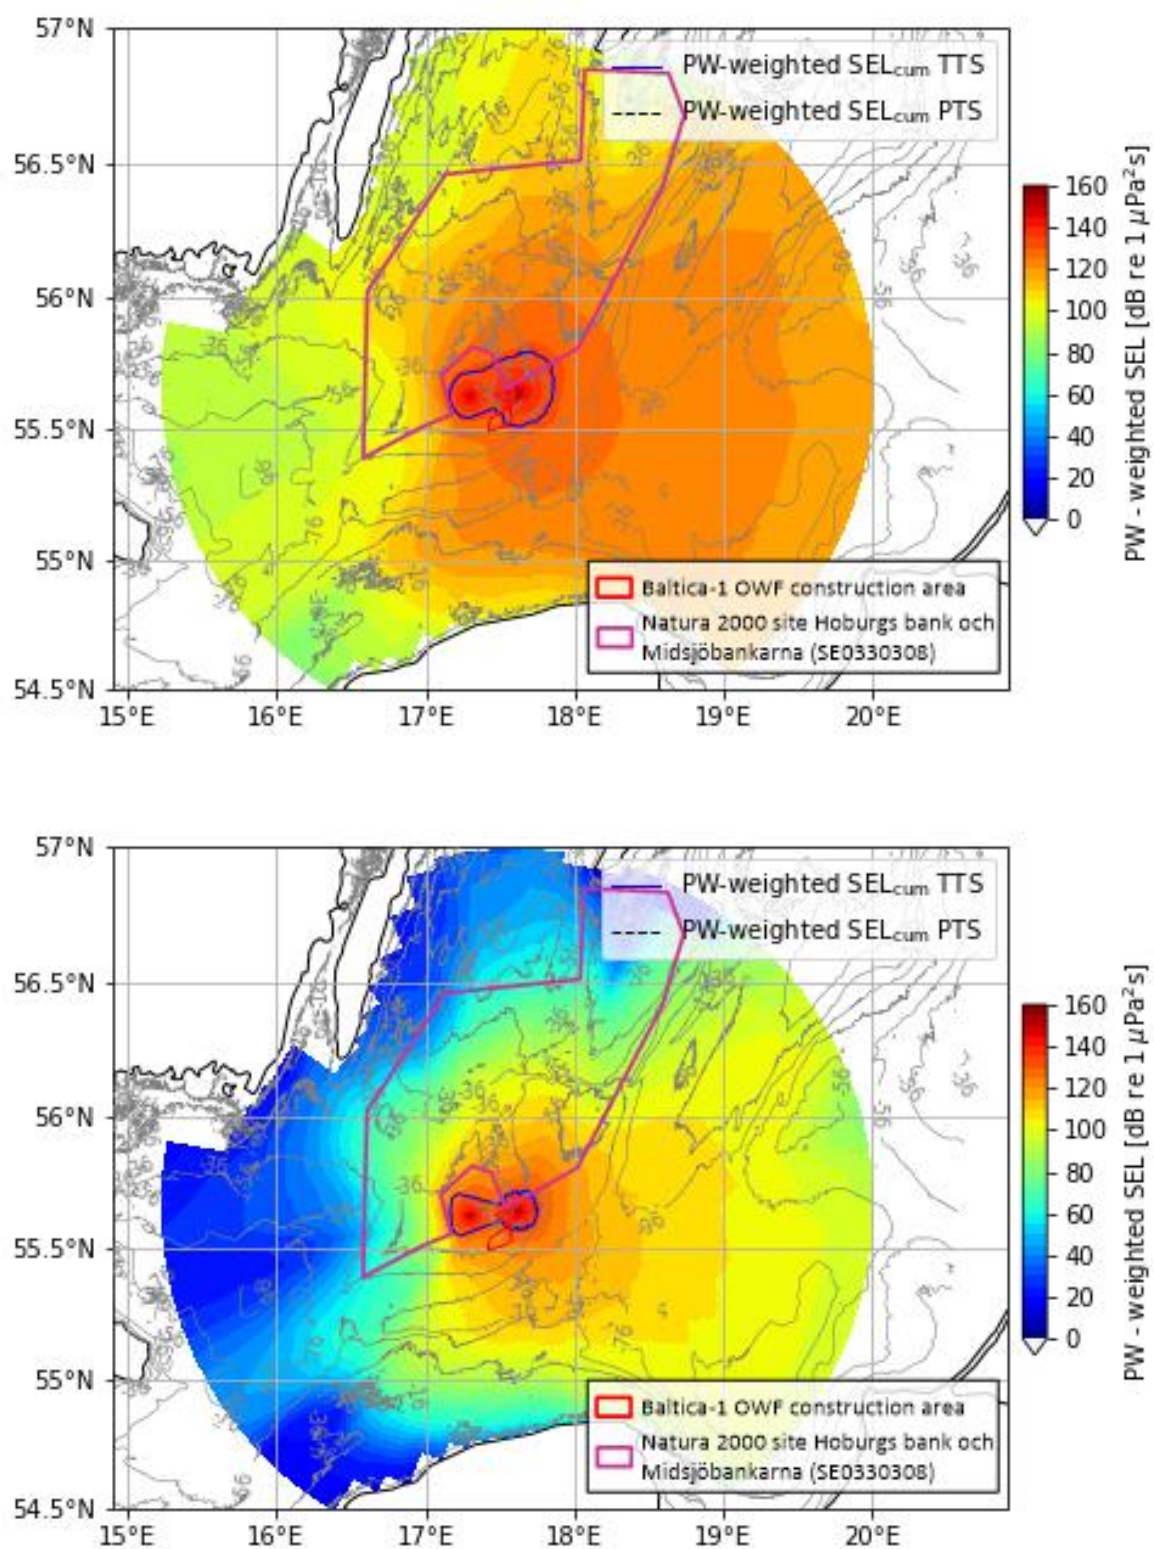 57°N
PW-weighted SELcum TTS
PW-weighted SELcum PTS
56.5°N
56°N
55.5°N
55°N
54.5°N
15°E 16°E 17°E 18°E 19°E 20°E
160
140
120
100
80
60
40
20
0
PW - weighted SEL [dB re 1 μPa²s]
Baltica-1 OWF construction area
Natura 2000 site Hoburgs bank och
Midsjöbankarna (SE0330308)
57°N
PW-weighted SELcum TTS
PW-weighted SELcum PTS
56.5°N
56°N
55.5°N
55°N
54.5°N
15°E 16°E 17°E 18°E 19°E 20°E
160
140
120
100
80
60
40
20
0
PW - weighted SEL [dB re 1 μPa²s]
Baltica-1 OWF construction area
Natura 2000 site Hoburgs bank och
Midsjöbankarna (SE0330308)